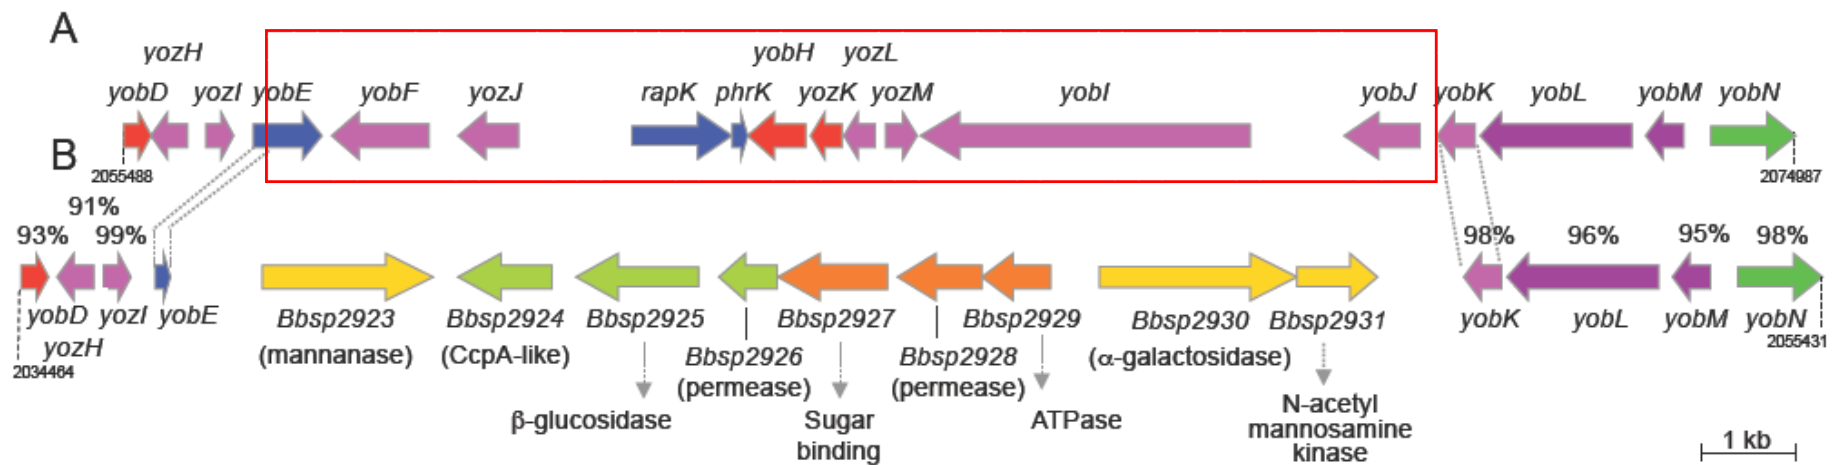 A
yozH yobH yozL
yobD yozI yobE yobF yozJ rapK phrK yozK yozM yobI yobJ yobK yobL yobM yobN
B
2055488 2074987
91%
93% 99% 98% 96% 95% 98%
yobD yozI yobE Bbsp2923 Bbsp2924 Bbsp2925 Bbsp2927 Bbsp2929 Bbsp2930 Bbsp2931 yobK yobL yobM yobN
yozH (mannanase) (CcpA-like) Bbsp2926 Bbsp2928 (α-galactosidase) 2055431
2034464 (permease) (permease)
β-glucosidase Sugar binding ATPase N-acetyl mannosamine kinase
1 kb